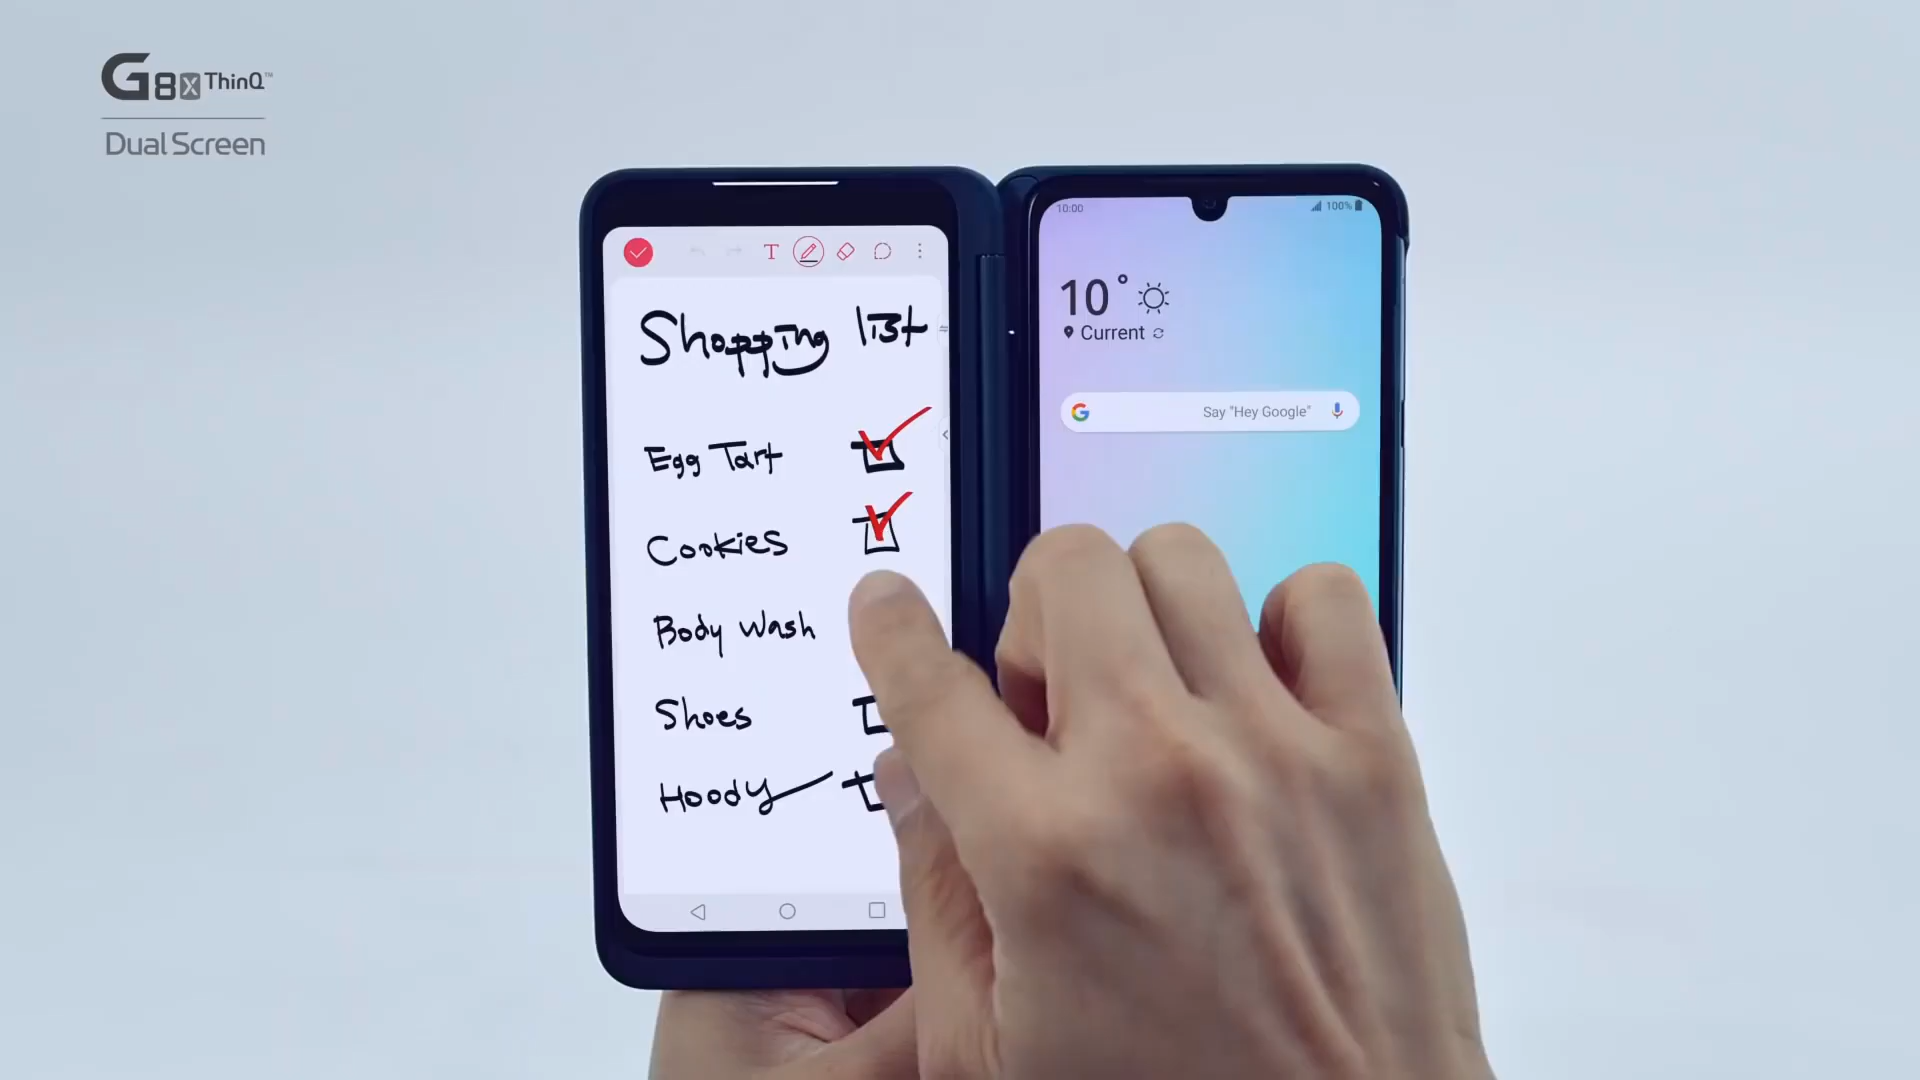 G8X ThinQ™
Dual Screen
T
Shopping list
Egg Tart
Cookies
Body Wash
Shoes
Hoody
10:00
100%
10°
Current
Say "Hey Google"